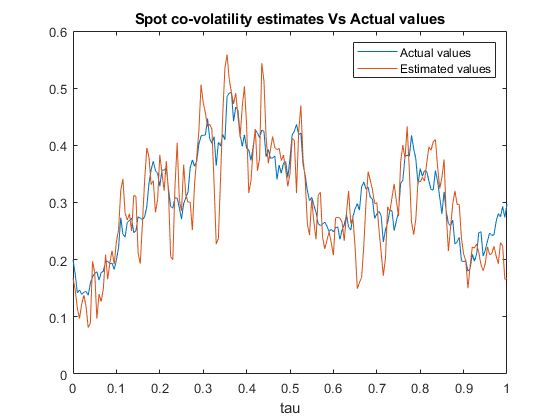 Spot co-volatility estimates Vs Actual values
0.6
0.5
0.4
0.3
0.2
0.1
0
Actual values
Estimated values
0 0.1 0.2 0.3 0.4 0.5 0.6 0.7 0.8 0.9 1
tau